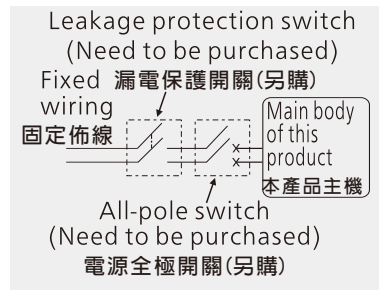 Leakage protection switch
(Need to be purchased)
Fixed 漏電保護開關(另購)
wiring
固定佈線
Main body
of this
product
本產品主機
All-pole switch
(Need to be purchased)
電源全極開關(另購)